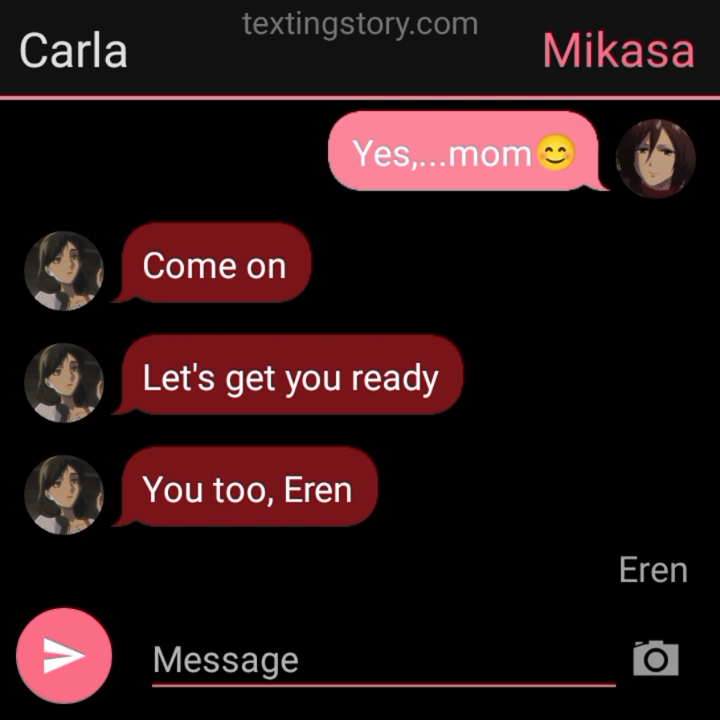 textingstory.com
Carla
Mikasa
Yes,...mom😊
Come on
Let's get you ready
You too, Eren
Eren
Message